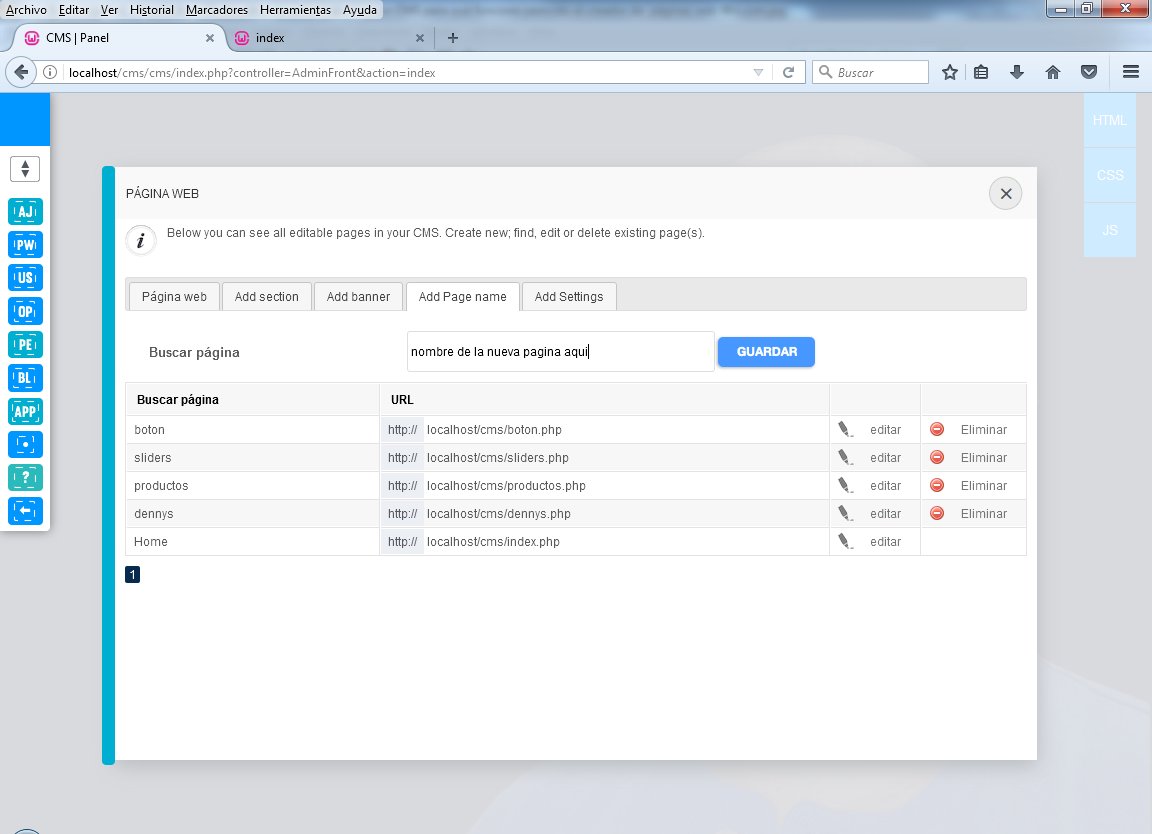 Archivo Editar Ver Historial Marcadores Herramientas Ayuda
CMS | Panel index
localhost/cms/cms/index.php?controller=AdminFront&action=index Buscar
HTML
CSS
JS
AJ
PW
US
OP
PE
BL
APP
?
PÁGINA WEB
i Below you can see all editable pages in your CMS. Create new; find, edit or delete existing page(s).
Página web Add section Add banner Add Page name Add Settings
Buscar página nombre de la nueva pagina aqui GUARDAR
Buscar página URL
boton http:// localhost/cms/boton.php editar Eliminar
sliders http:// localhost/cms/sliders.php editar Eliminar
productos http:// localhost/cms/productos.php editar Eliminar
dennys http:// localhost/cms/dennys.php editar Eliminar
Home http:// localhost/cms/index.php editar
1